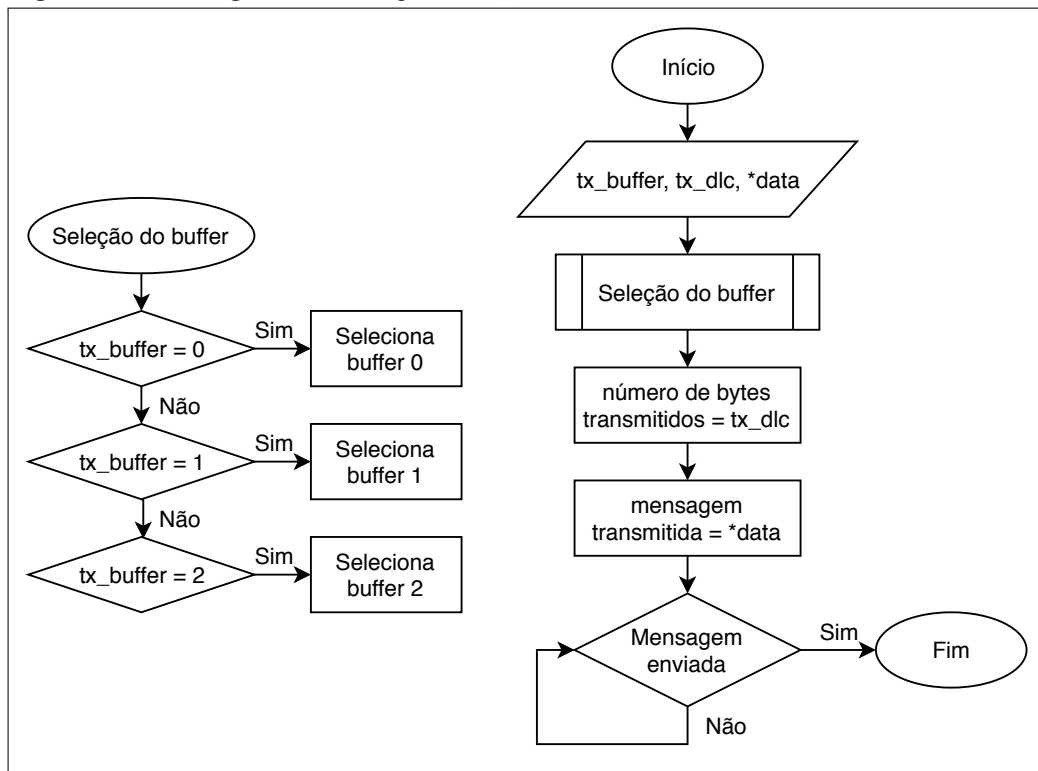 Seleção do buffer
tx_buffer = 0
Sim
Seleciona
buffer 0
Não
tx_buffer = 1
Sim
Seleciona
buffer 1
Não
tx_buffer = 2
Sim
Seleciona
buffer 2
Início
tx_buffer, tx_dlc, *data
Seleção do buffer
número de bytes
transmitidos = tx_dlc
mensagem
transmitida = *data
Mensagem
enviada
Sim
Fim
Não